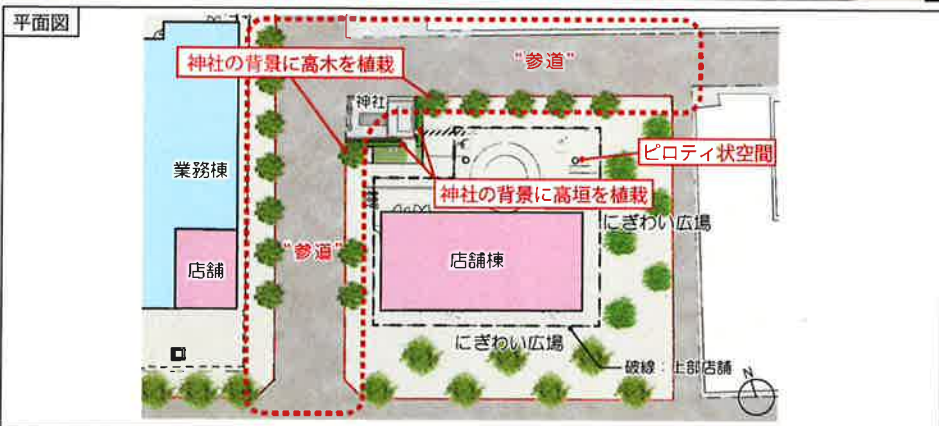 平面図
神社の背景に高木を植栽
"参道"
神社
業務棟
ピロティ状空間
神社の背景に高垣を植栽
にぎわい広場
"参道"
店舗棟
店舗
にぎわい広場
破線：上部店舗
N